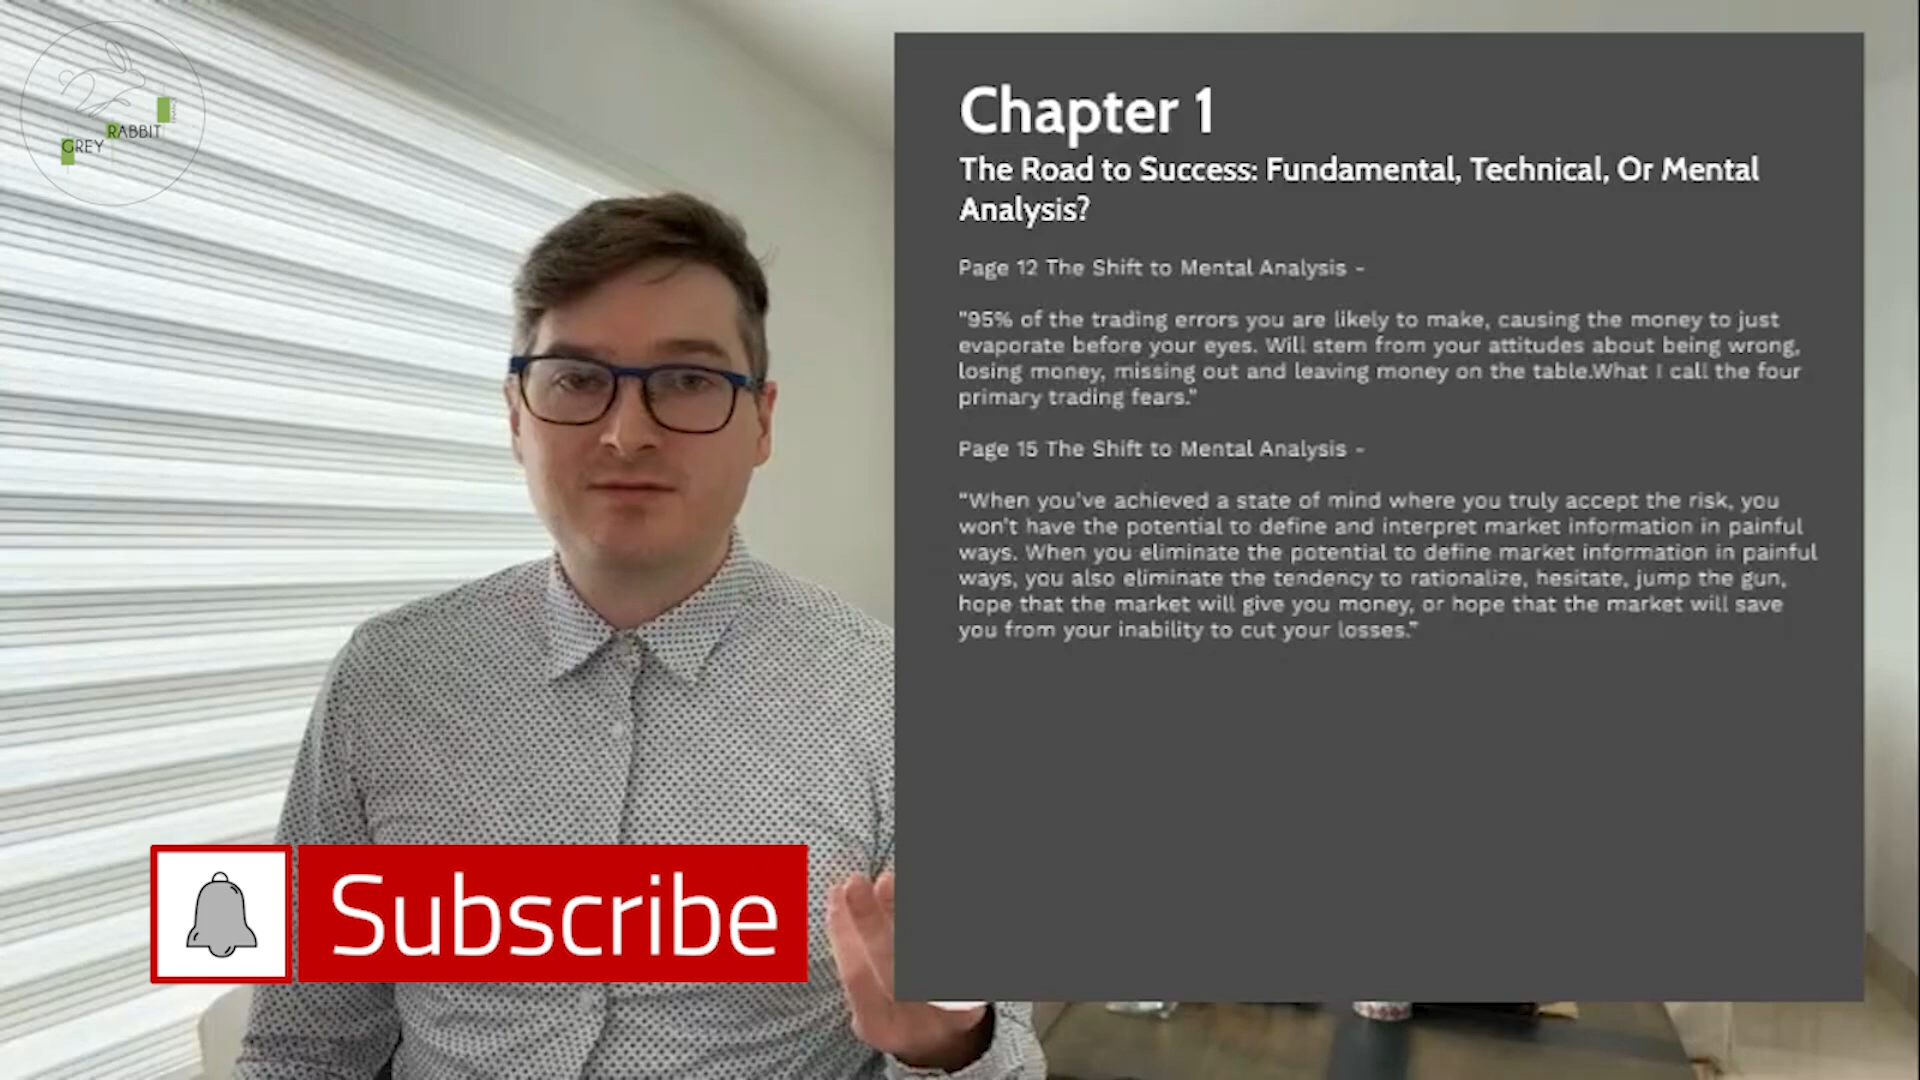 GREY RABBIT
Chapter 1
The Road to Success: Fundamental, Technical, Or Mental
Analysis?
Page 12 The Shift to Mental Analysis -
"95% of the trading errors you are likely to make, causing the money to just
evaporate before your eyes. Will stem from your attitudes about being wrong,
losing money, missing out and leaving money on the table.What I call the four
primary trading fears."
Page 15 The Shift to Mental Analysis -
“When you've achieved a state of mind where you truly accept the risk, you
won't have the potential to define and interpret market information in painful
ways. When you eliminate the potential to define market information in painful
ways, you also eliminate the tendency to rationalize, hesitate, jump the gun,
hope that the market will give you money, or hope that the market will save
you from your inability to cut your losses.”
Subscribe